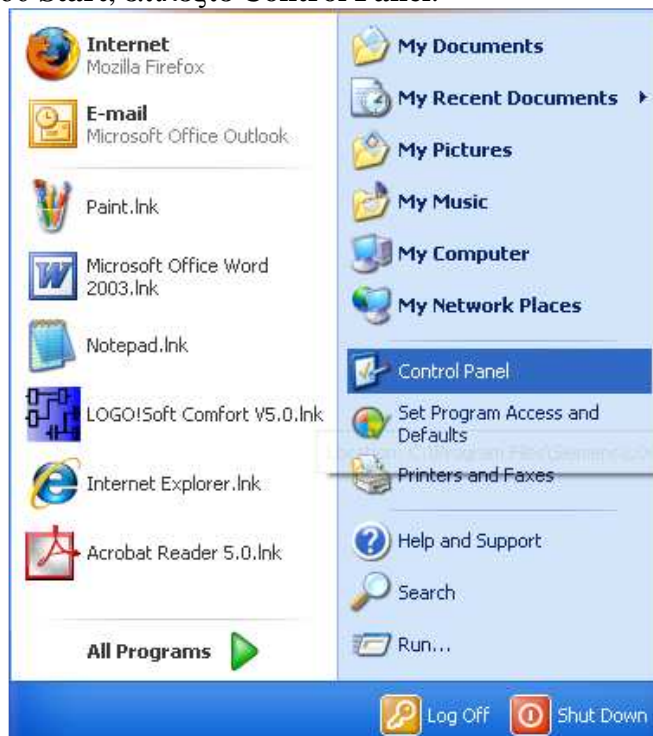 Start, Control Panel.
Internet
Mozilla Firefox
E-mail
Microsoft Office Outlook
Paint.lnk
Microsoft Office Word
2003.lnk
Notepad.lnk
LOGO!Soft Comfort V5.0.lnk
Internet Explorer.lnk
Acrobat Reader 5.0.lnk
All Programs
My Documents
My Recent Documents
My Pictures
My Music
My Computer
My Network Places
Control Panel
Set Program Access and
Defaults
Printers and Faxes
Help and Support
Search
Run...
Log Off
Shut Down